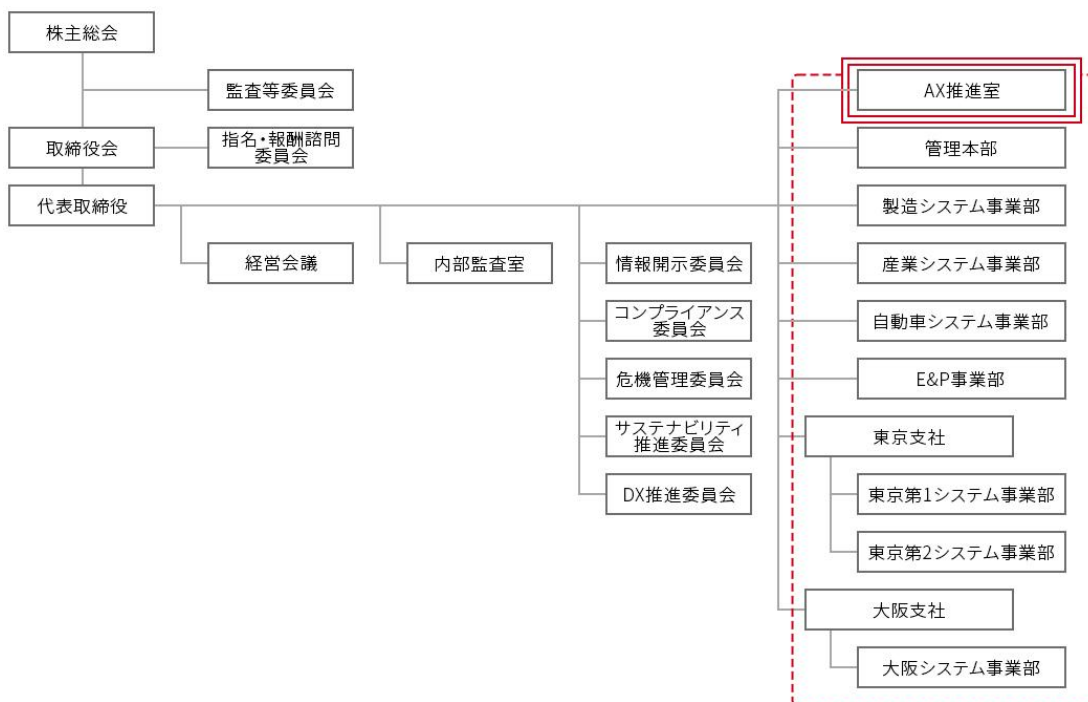 株主総会
監査等委員会
取締役会
指名・報酬諮問
委員会
代表取締役
経営会議
内部監査室
情報開示委員会
コンプライアンス
委員会
危機管理委員会
サステナビリティ
推進委員会
DX推進委員会
AX推進室
管理本部
製造システム事業部
産業システム事業部
自動車システム事業部
E&P事業部
東京支社
東京第1システム事業部
東京第2システム事業部
大阪支社
大阪システム事業部